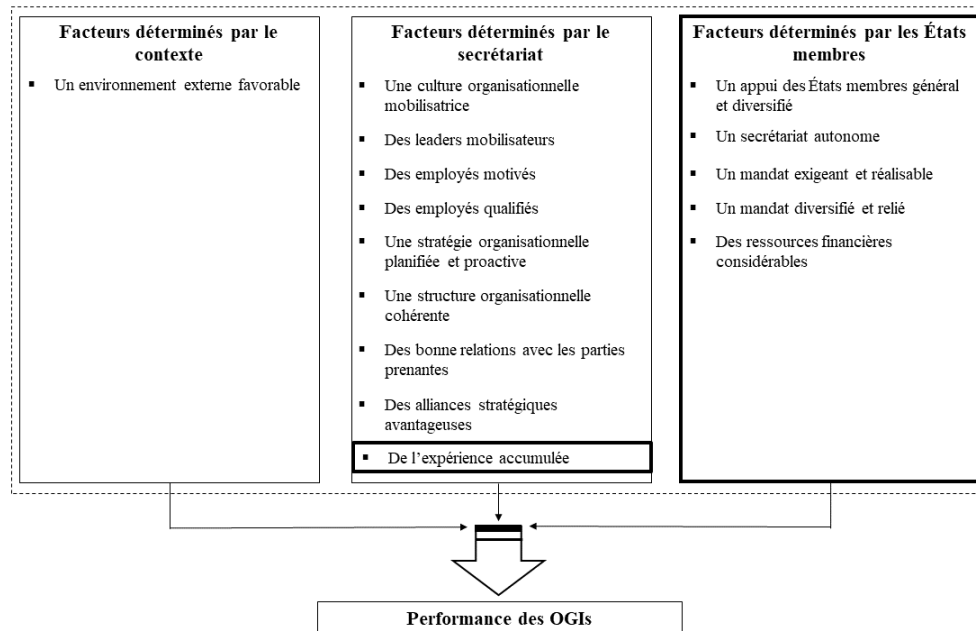 Facteurs déterminés par le
contexte
▪ Un environnement externe favorable
Facteurs déterminés par le
secrétariat
▪ Une culture organisationnelle
mobilisatrice
▪ Des leaders mobilisateurs
▪ Des employés motivés
▪ Des employés qualifiés
▪ Une stratégie organisationnelle
planifiée et proactive
▪ Une structure organisationnelle
cohérente
▪ Des bonne relations avec les parties
prenantes
▪ Des alliances stratégiques
avantageuses
▪ De l’expérience accumulée
Facteurs déterminés par les États
membres
▪ Un appui des États membres général
et diversifié
▪ Un secrétariat autonome
▪ Un mandat exigeant et réalisable
▪ Un mandat diversifié et relié
▪ Des ressources financières
considérables
Performance des OGIs